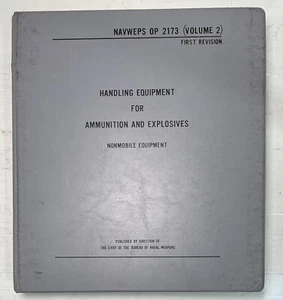 NAVWEPS OP 2173 (VOLUME 2)
FIRST REVISION
HANDLING EQUIPMENT
FOR
AMMUNITION AND EXPLOSIVES
NONMOBILE EQUIPMENT
PUBLISHED BY DIRECTION OF
THE CHIEF OF THE BUREAU OF NAVAL WEAPONS